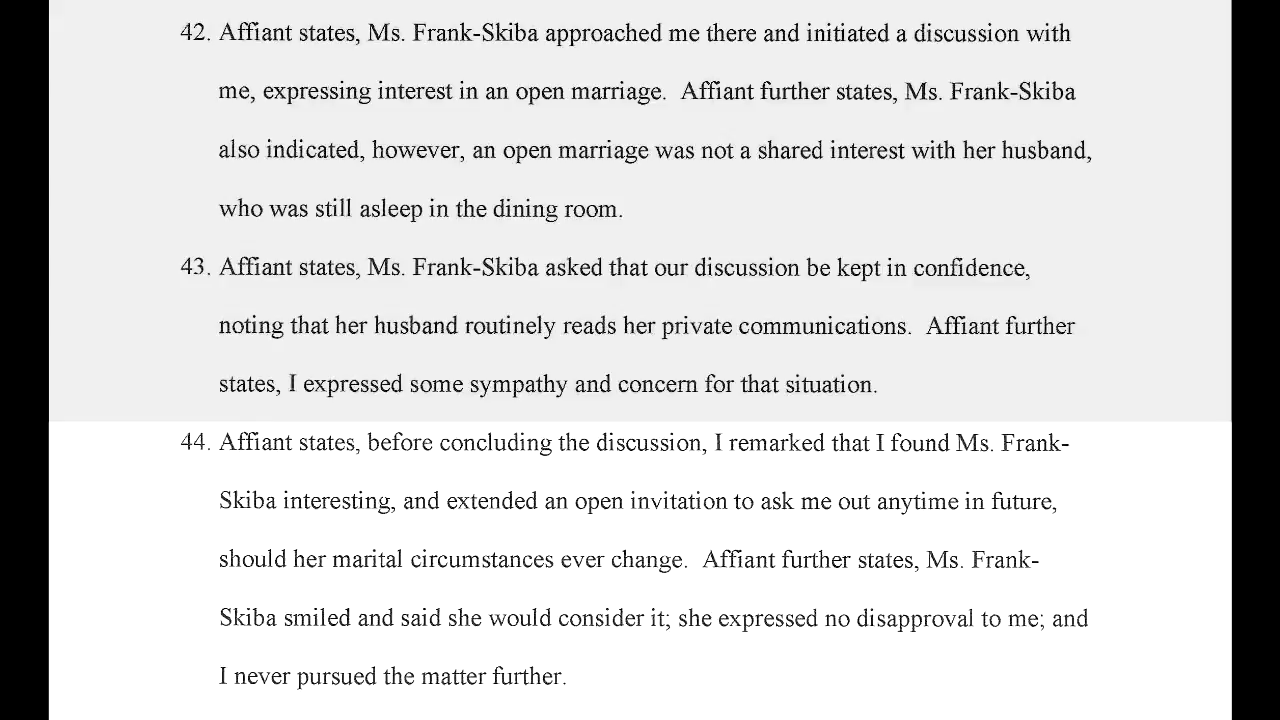 42. Affiant states, Ms. Frank-Skiba approached me there and initiated a discussion with
me, expressing interest in an open marriage.  Affiant further states, Ms. Frank-Skiba
also indicated, however, an open marriage was not a shared interest with her husband,
who was still asleep in the dining room.
43. Affiant states, Ms. Frank-Skiba asked that our discussion be kept in confidence,
noting that her husband routinely reads her private communications.  Affiant further
states, I expressed some sympathy and concern for that situation.
44. Affiant states, before concluding the discussion, I remarked that I found Ms. Frank-
Skiba interesting, and extended an open invitation to ask me out anytime in future,
should her marital circumstances ever change.  Affiant further states, Ms. Frank-
Skiba smiled and said she would consider it; she expressed no disapproval to me; and
I never pursued the matter further.